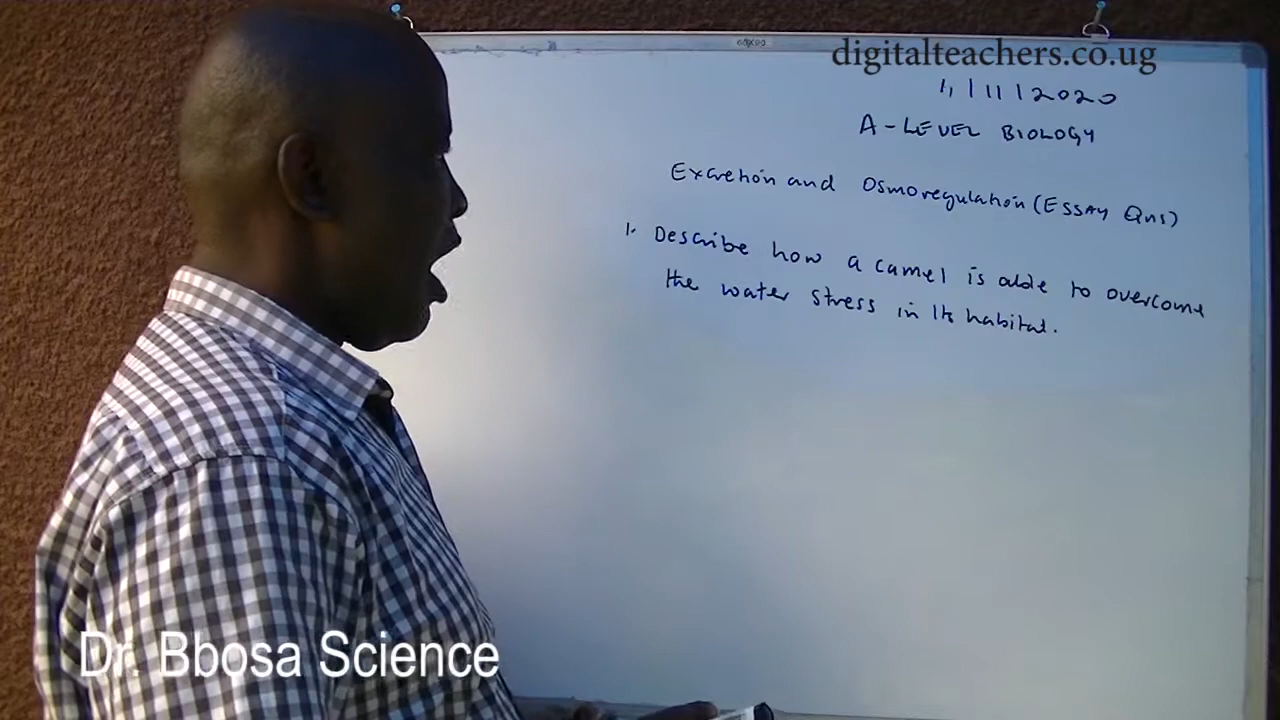 digitalteachers.co.ug
1, / 11 / 2020
A-LEVEL BIOLOGY
Excretion and Osmoregulation (ESSAY Qns)
1. Describe how a camel is able to overcome
the water stress in its habitat.
Dr. Bbosa Science